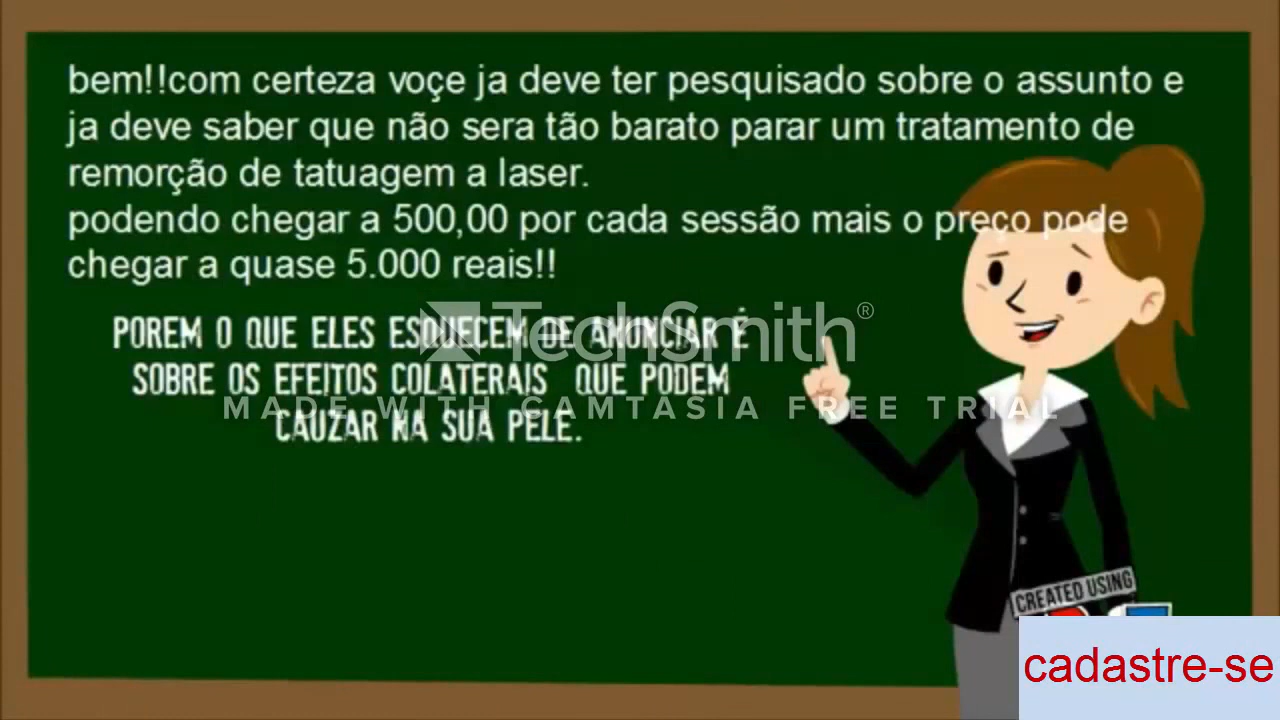 bem!!com certeza voçe ja deve ter pesquisado sobre o assunto e
ja deve saber que não sera tão barato parar um tratamento de
remorção de tatuagem a laser.
podendo chegar a 500,00 por cada sessão mais o preço pode
chegar a quase 5.000 reais!!
POREM O QUE ELES ESQUECEM DE ANUNCIAR É
SOBRE OS EFEITOS COLATERAIS QUE PODEM
CAUZAR NA SUA PELE.
TechSmith®
MADE WITH CAMTASIA FREE TRIAL
CREATED USING
cadastre-se